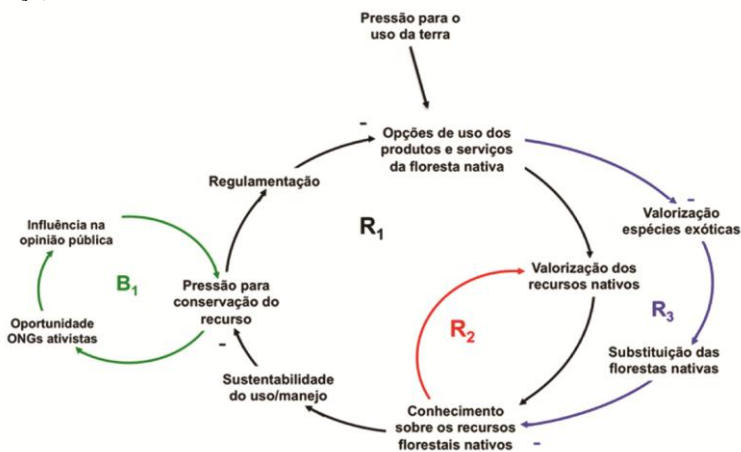 Pressão para o
uso da terra
-
Opções de uso dos
produtos e serviços
da floresta nativa
Regulamentação
R1
-
Valorização
espécies exóticas
Influência na
opinião pública
B1
Pressão para
conservação do
recurso
-
Oportunidade
ONGs ativistas
Valorização dos
recursos nativos
R2
R3
Substituição das
florestas nativas
Sustentabilidade
do uso/manejo
Conhecimento
sobre os recursos
florestais nativos
-